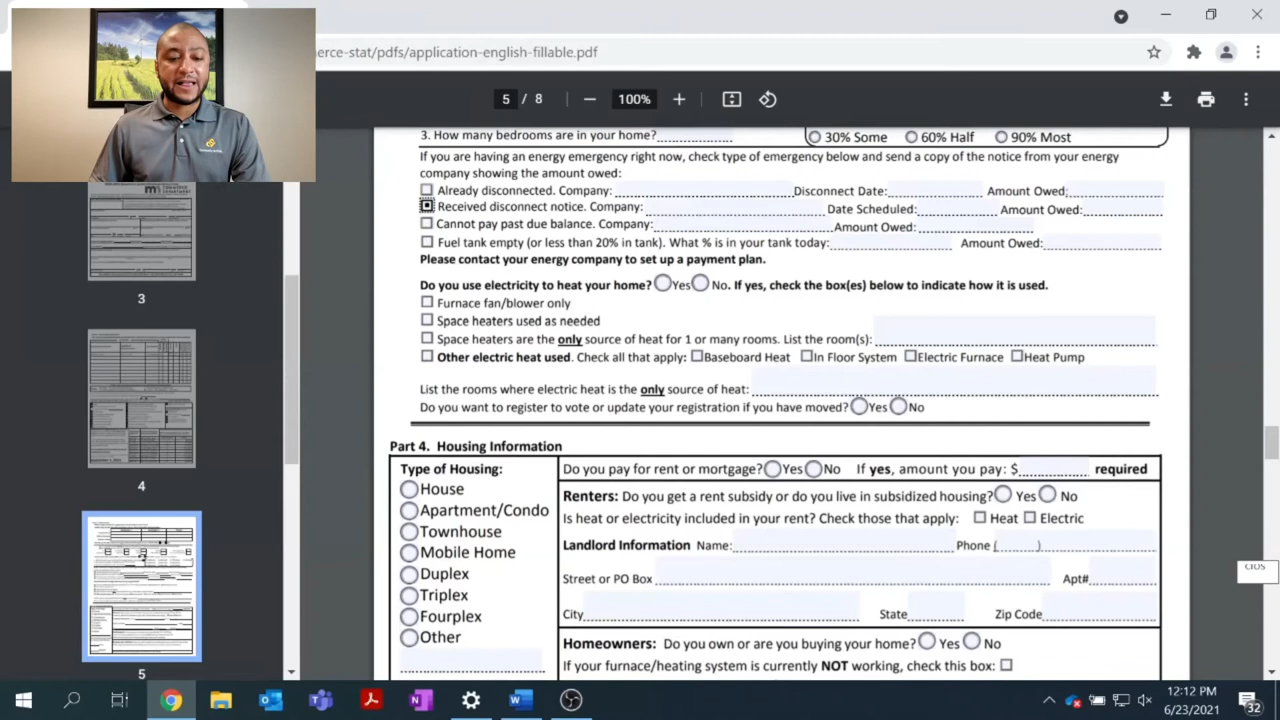 merce-stat/pdfs/application-english-fillable.pdf
5 / 8
100%
3. How many bedrooms are in your home?
30% Some 60% Half 90% Most
If you are having an energy emergency right now, check type of emergency below and send a copy of the notice from your energy
company showing the amount owed:
Already disconnected. Company: Disconnect Date: Amount Owed:
Received disconnect notice. Company: Date Scheduled: Amount Owed:
Cannot pay past due balance. Company: Amount Owed:
Fuel tank empty (or less than 20% in tank). What % is in your tank today: Amount Owed:
Please contact your energy company to set up a payment plan.
Do you use electricity to heat your home? Yes No. If yes, check the box(es) below to indicate how it is used.
Furnace fan/blower only
Space heaters used as needed
Space heaters are the only source of heat for 1 or many rooms. List the room(s):
Other electric heat used. Check all that apply: Baseboard Heat In Floor System Electric Furnace Heat Pump
List the rooms where electric heat is the only source of heat:
Do you want to register to vote or update your registration if you have moved? Yes No
Part 4. Housing Information
Type of Housing:
House
Apartment/Condo
Townhouse
Mobile Home
Duplex
Triplex
Fourplex
Other
Do you pay for rent or mortgage? Yes No If yes, amount you pay: $ required
Renters: Do you get a rent subsidy or do you live in subsidized housing? Yes No
Is heat or electricity included in your rent? Check those that apply: Heat Electric
Landlord Information Name: Phone ( )
Street or PO Box Apt#
City State Zip Code
Homeowners: Do you own or are you buying your home? Yes No
If your furnace/heating system is currently NOT working, check this box:
3
4
5
12:12 PM
6/23/2021
32